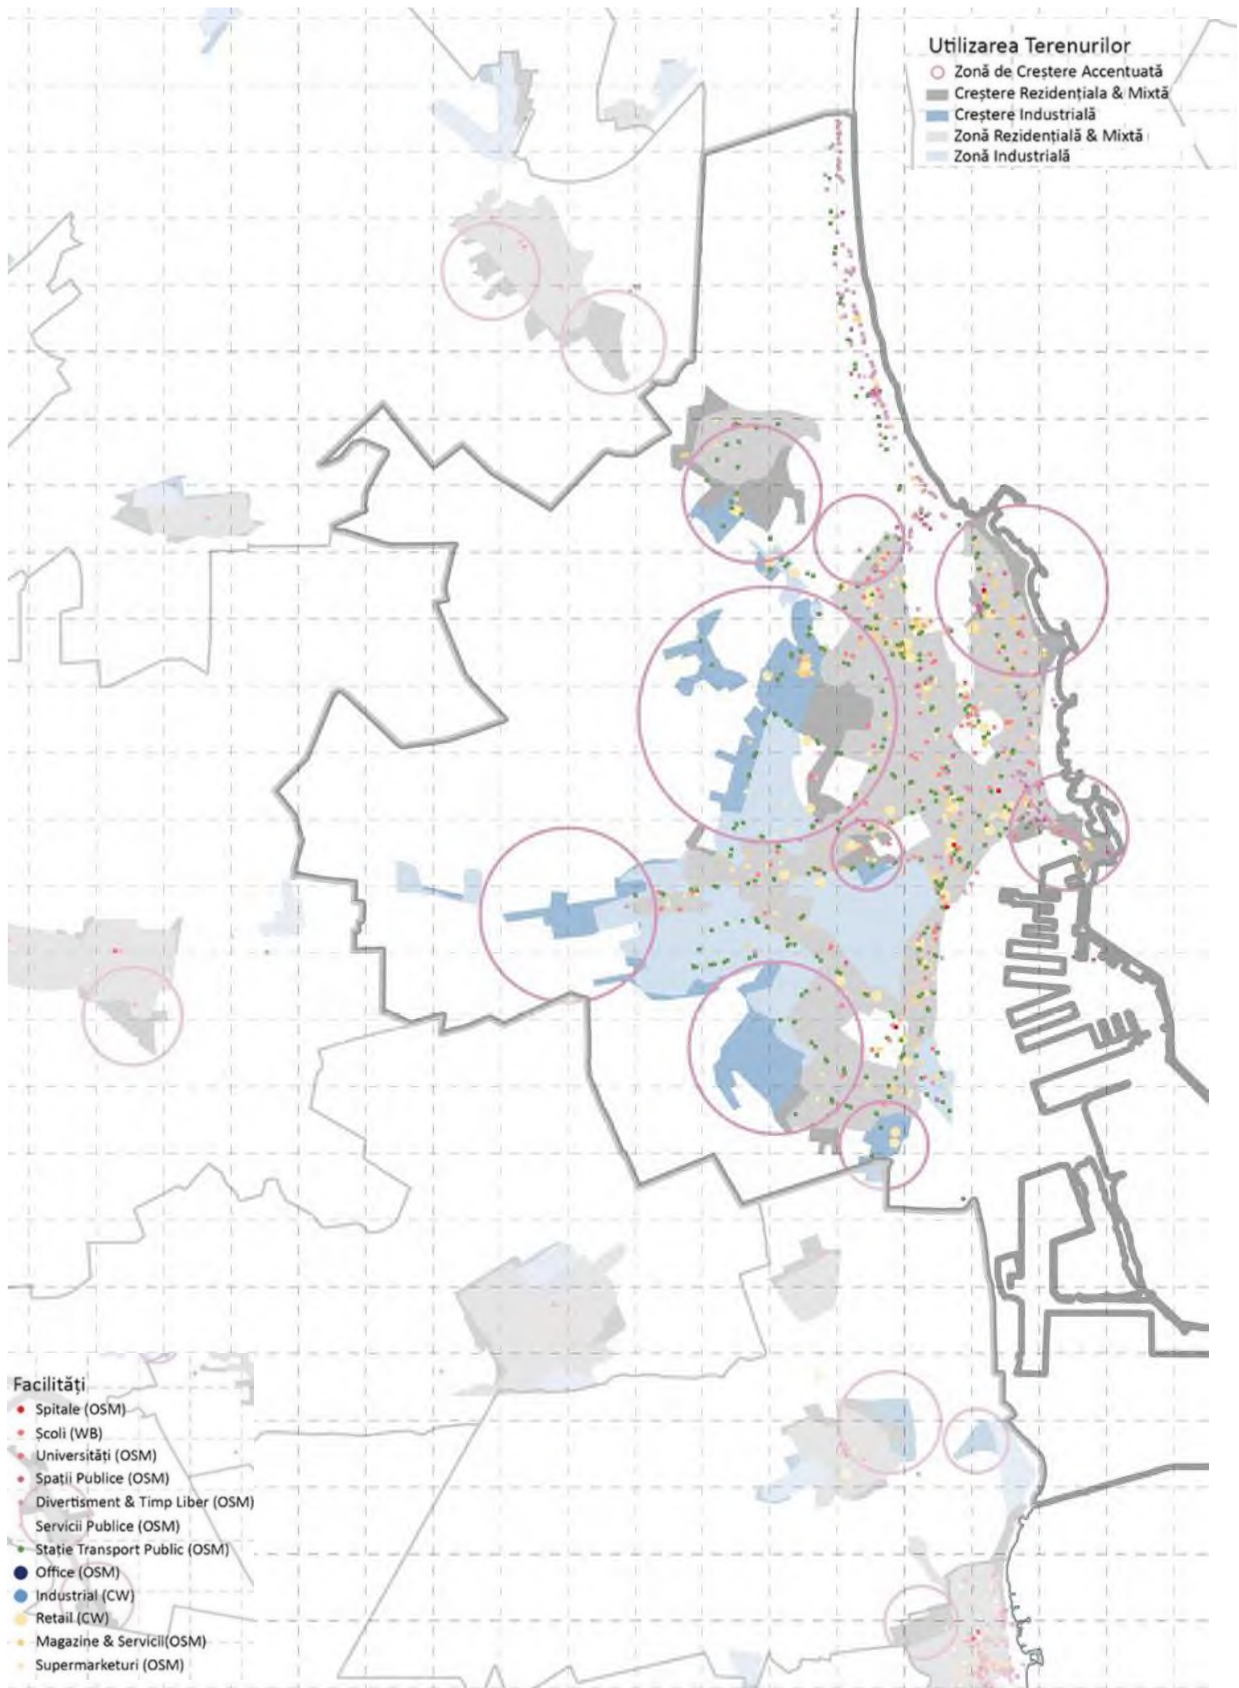 Utilizarea Terenurilor
Zonă de Creștere Accentuată
Creștere Rezidențiala & Mixtă
Creștere Industrială
Zonă Rezidențială & Mixtă
Zonă Industrială
Facilități
Spitale (OSM)
Școli (WB)
Universități (OSM)
Spații Publice (OSM)
Divertisment & Timp Liber (OSM)
Servicii Publice (OSM)
Stație Transport Public (OSM)
Office (OSM)
Industrial (CW)
Retail (CW)
Magazine & Servicii(OSM)
Supermarketuri (OSM)